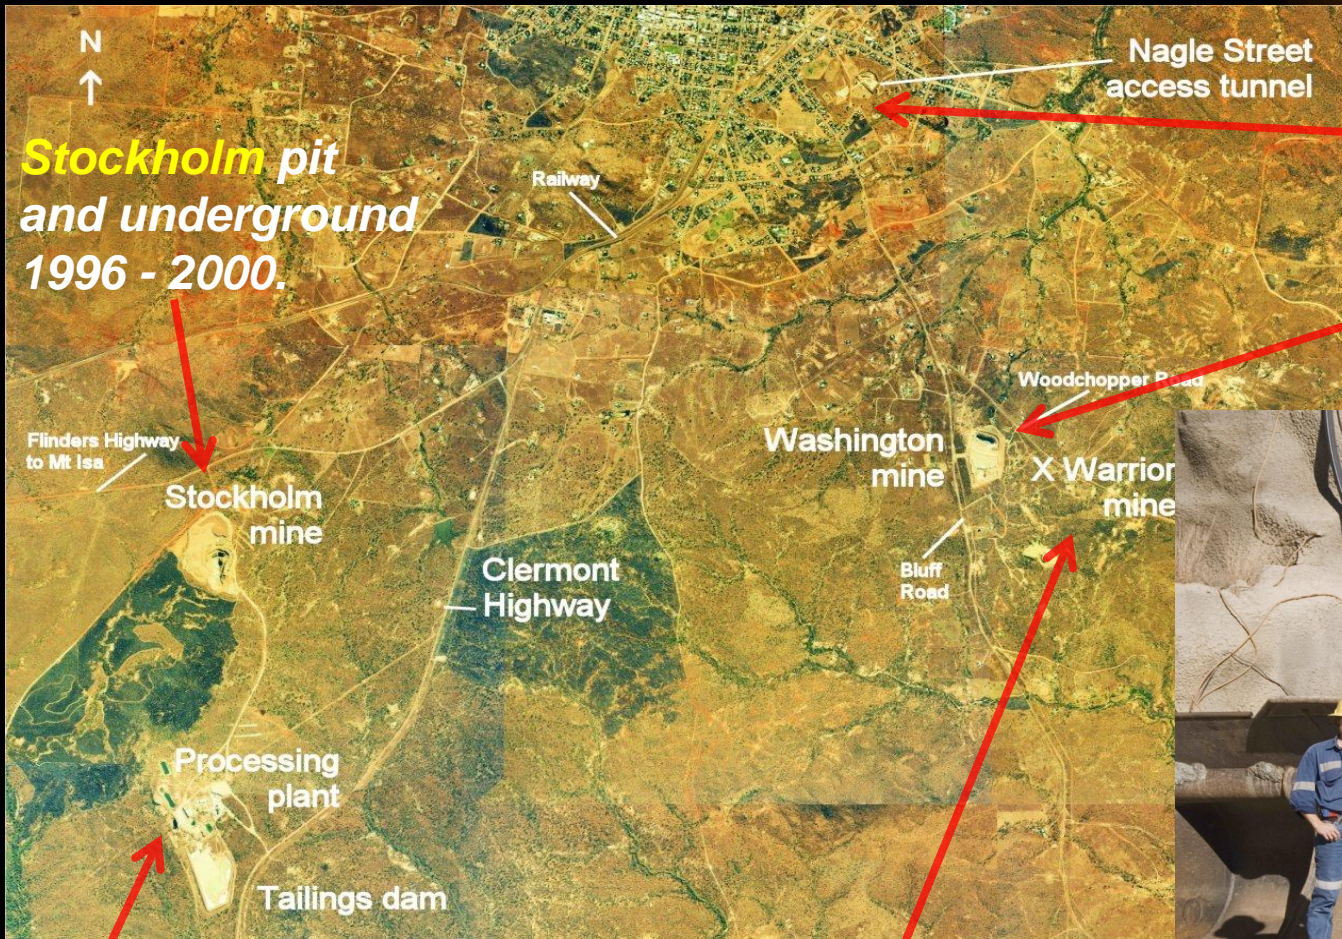 N
Nagle Street
access tunnel
Stockholm pit
and underground
1996 - 2000.
Railway
Woodchopper Road
Flinders Highway
to Mt Isa
Washington
mine
X Warrior
mine
Stockholm
mine
Clermont
Highway
Bluff
Road
Processing
plant
Tailings dam